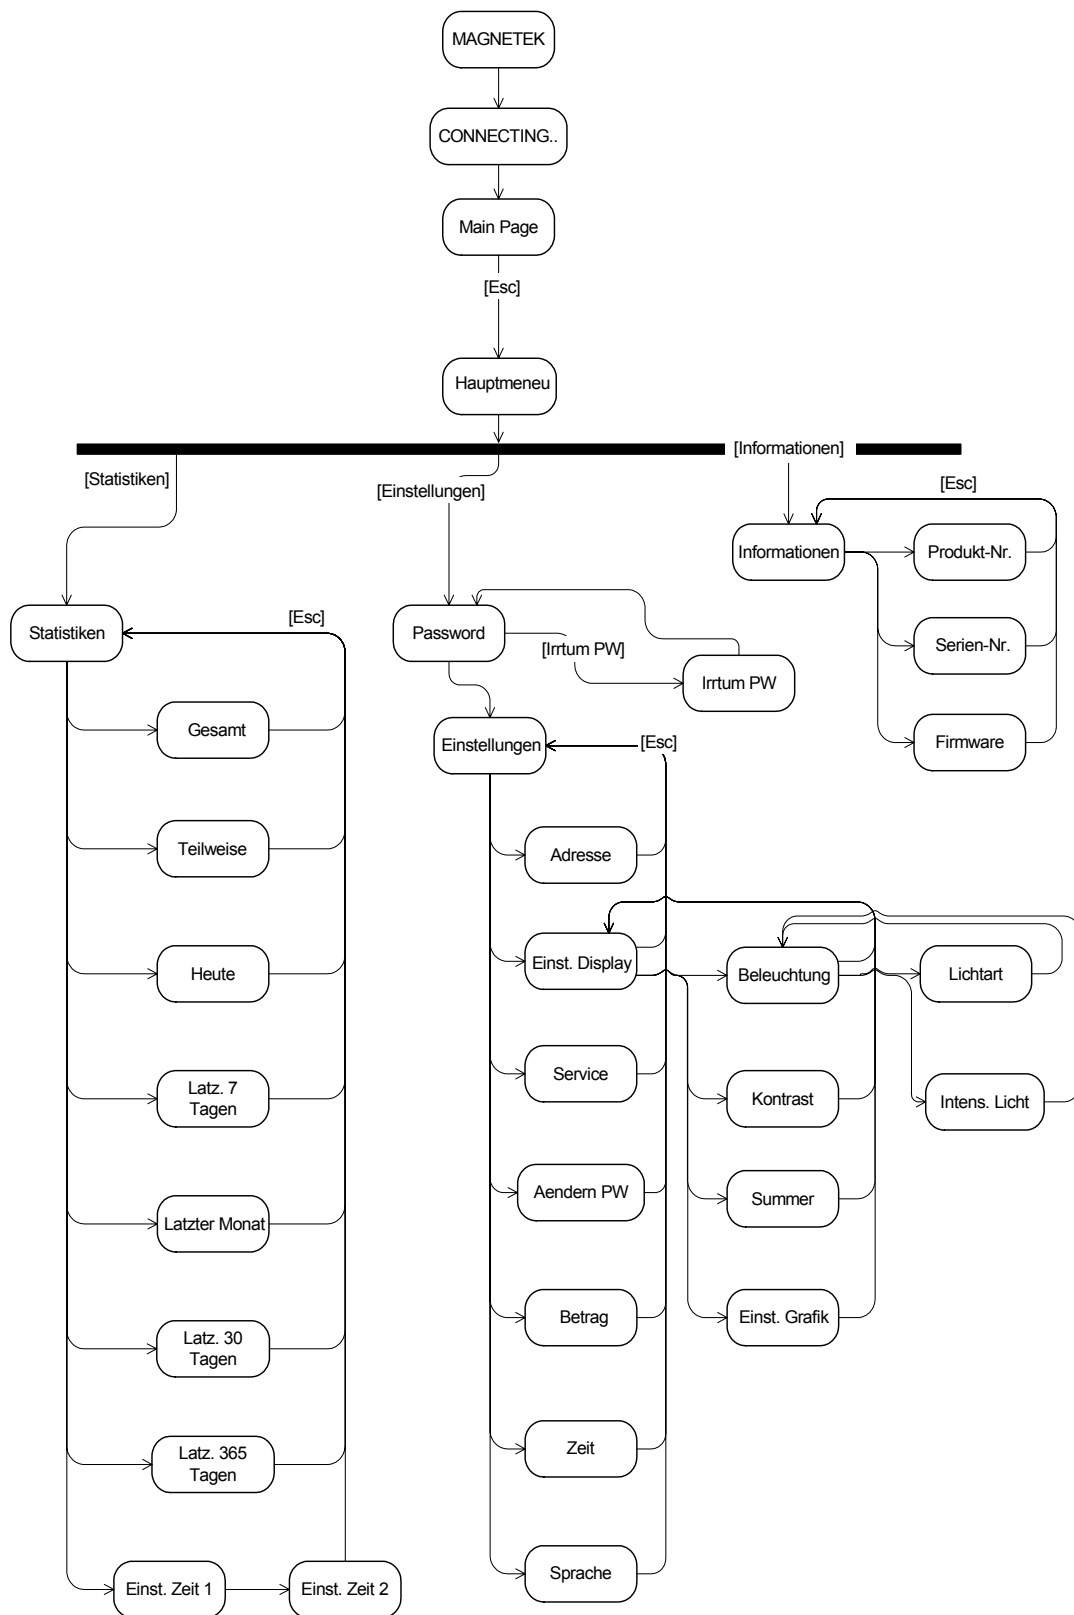 MAGNETEK
CONNECTING..
Main Page
[Esc]
Hauptmeneu
[Statistiken]
[Einstellungen]
[Informationen]
[Esc]
Informationen
Produkt-Nr.
Serien-Nr.
Firmware
Statistiken
[Esc]
Gesamt
Teilweise
Heute
Latz. 7
Tagen
Latzter Monat
Latz. 30
Tagen
Latz. 365
Tagen
Einst. Zeit 1
Einst. Zeit 2
Password
[Irrtum PW]
Irrtum PW
Einstellungen
[Esc]
Adresse
Einst. Display
Service
Aendern PW
Betrag
Zeit
Sprache
Beleuchtung
Kontrast
Summer
Einst. Grafik
Lichtart
Intens. Licht